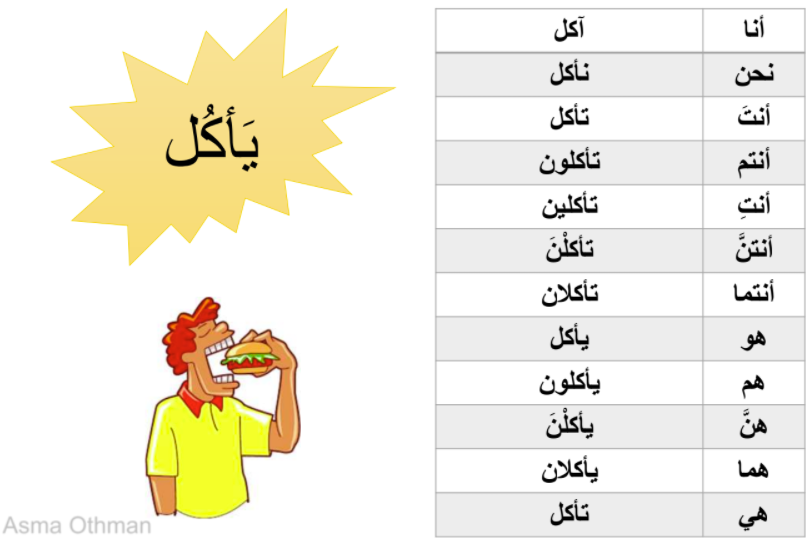 يَأكُل
أنا آكل
نحن نأكل
أنتَ تأكل
أنتم تأكلون
أنتِ تأكلين
أنتنَّ تأكلْنَ
أنتما تأكلان
هو يأكل
هم يأكلون
هنَّ يأكلْنَ
هما يأكلان
هي تأكل
Asma Othman